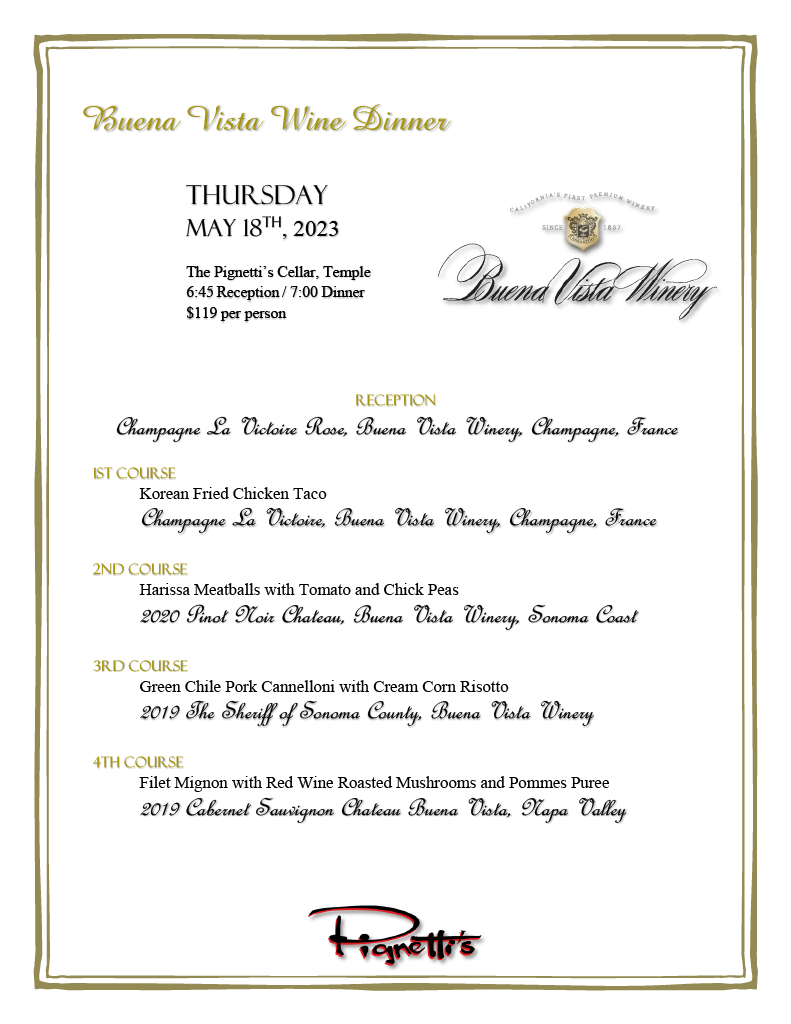 Buena Vista Wine Dinner
THURSDAY
MAY 18TH, 2023
The Pignetti's Cellar, Temple
6:45 Reception / 7:00 Dinner
$119 per person
CALIFORNIA'S FIRST PREMIUM WINERY
SINCE 1857
Buena Vista Winery
RECEPTION
Champagne La Victoire Rose, Buena Vista Winery, Champagne, France
1ST COURSE
Korean Fried Chicken Taco
Champagne La Victoire, Buena Vista Winery, Champagne, France
2ND COURSE
Harissa Meatballs with Tomato and Chick Peas
2020 Pinot Noir Chateau, Buena Vista Winery, Sonoma Coast
3RD COURSE
Green Chile Pork Cannelloni with Cream Corn Risotto
2019 The Sheriff of Sonoma County, Buena Vista Winery
4TH COURSE
Filet Mignon with Red Wine Roasted Mushrooms and Pommes Puree
2019 Cabernet Sauvignon Chateau Buena Vista, Napa Valley
Pignetti's